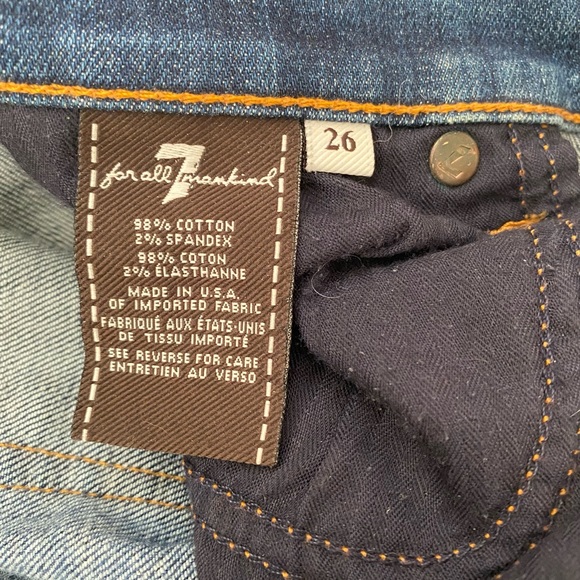 for all 7 mankind
26
98% COTTON
2% SPANDEX
98% COTON
2% ÉLASTHANNE
MADE IN U.S.A.
OF IMPORTED FABRIC
FABRIQUÉ AUX ÉTATS-UNIS
DE TISSU IMPORTÉ
SEE REVERSE FOR CARE
ENTRETIEN AU VERSO